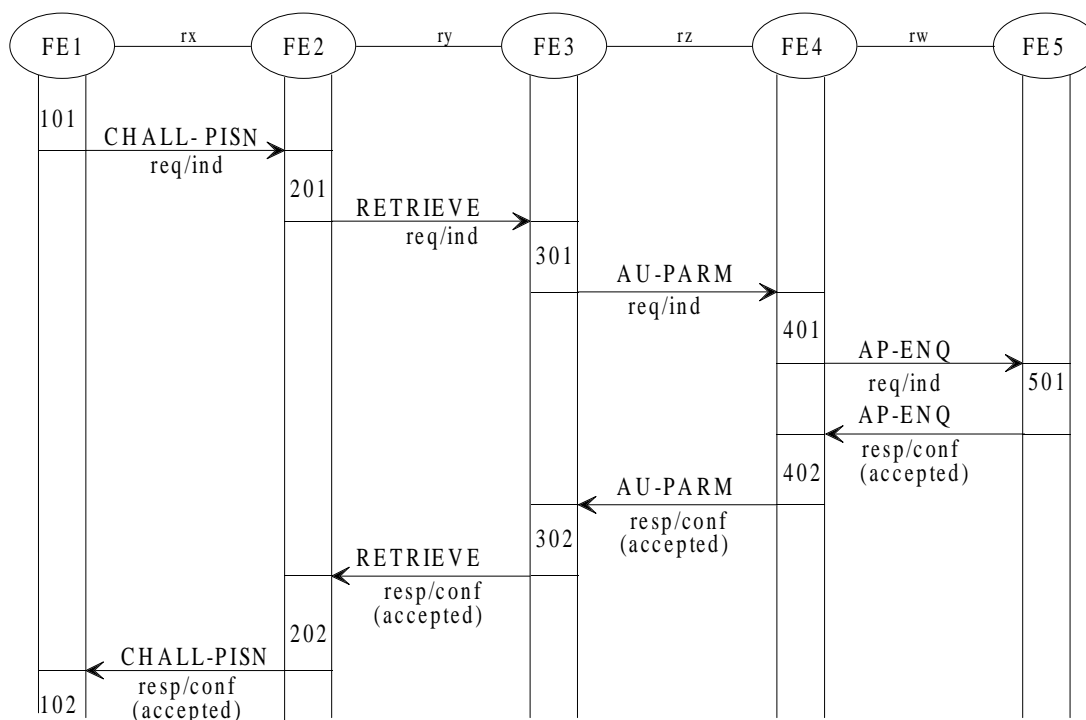 FE1 rx FE2 ry FE3 rz FE4 rw FE5
101
CHALL-PISN
req/ind
201
RETRIEVE
req/ind
301
AU-PARM
req/ind
401
AP-ENQ
req/ind
501
AP-ENQ
resp/conf
(accepted)
402
AU-PARM
resp/conf
(accepted)
302
RETRIEVE
resp/conf
(accepted)
202
CHALL-PISN
resp/conf
(accepted)
102